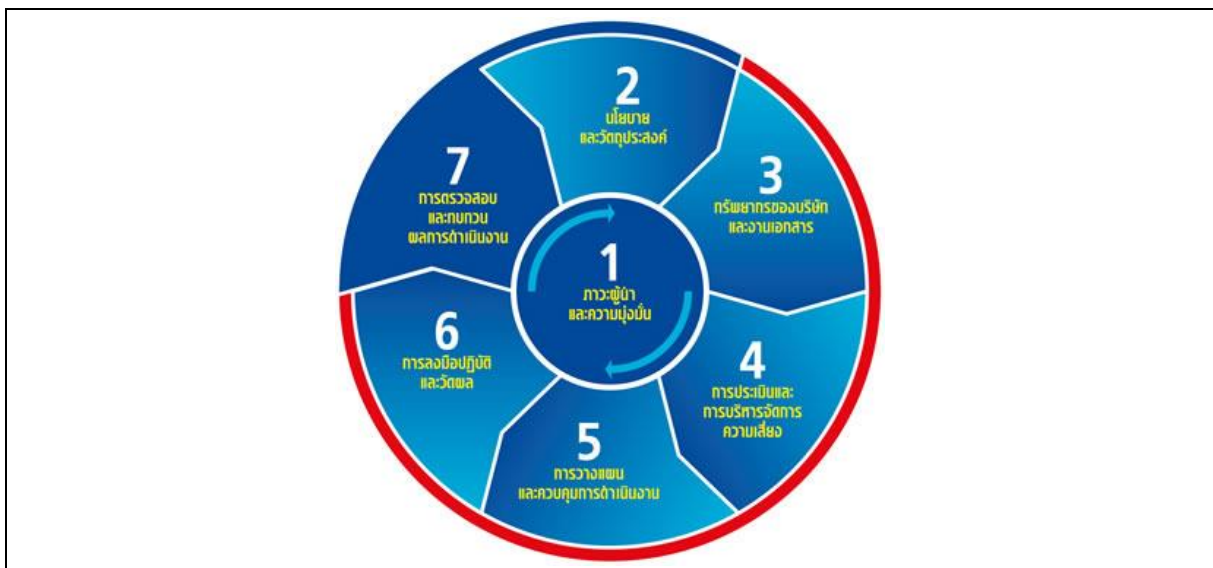 1
ภาวะผู้นำ
และความมุ่งมั่น
2
นโยบาย
และวัตถุประสงค์
3
ทรัพยากรของบริษัท
และงานเอกสาร
4
การประเมินและ
การบริหารจัดการ
ความเสี่ยง
5
การวางแผน
และควบคุมการดำเนินงาน
6
การลงมือปฏิบัติ
และวัดผล
7
การตรวจสอบ
และทบทวน
ผลการดำเนินงาน